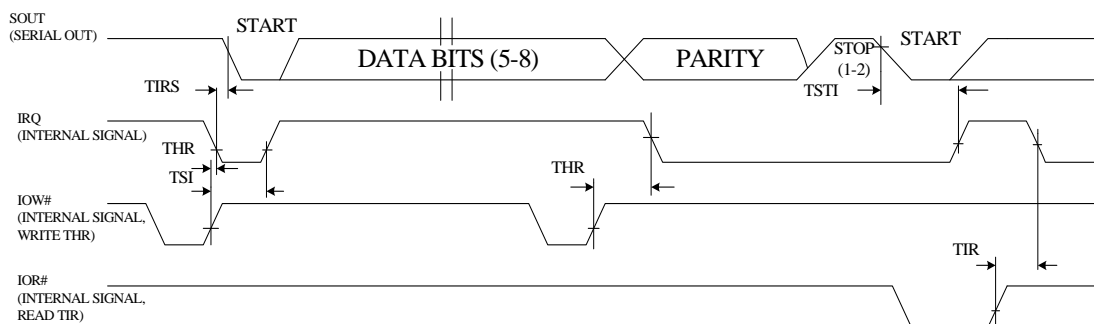 SOUT
(SERIAL OUT)
START
DATA BITS (5-8)
PARITY
STOP
(1-2)
START
TIRS
TSTI
IRQ
(INTERNAL SIGNAL)
THR
TSI
THR
IOW#
(INTERNAL SIGNAL,
WRITE THR)
TIR
IOR#
(INTERNAL SIGNAL,
READ TIR)